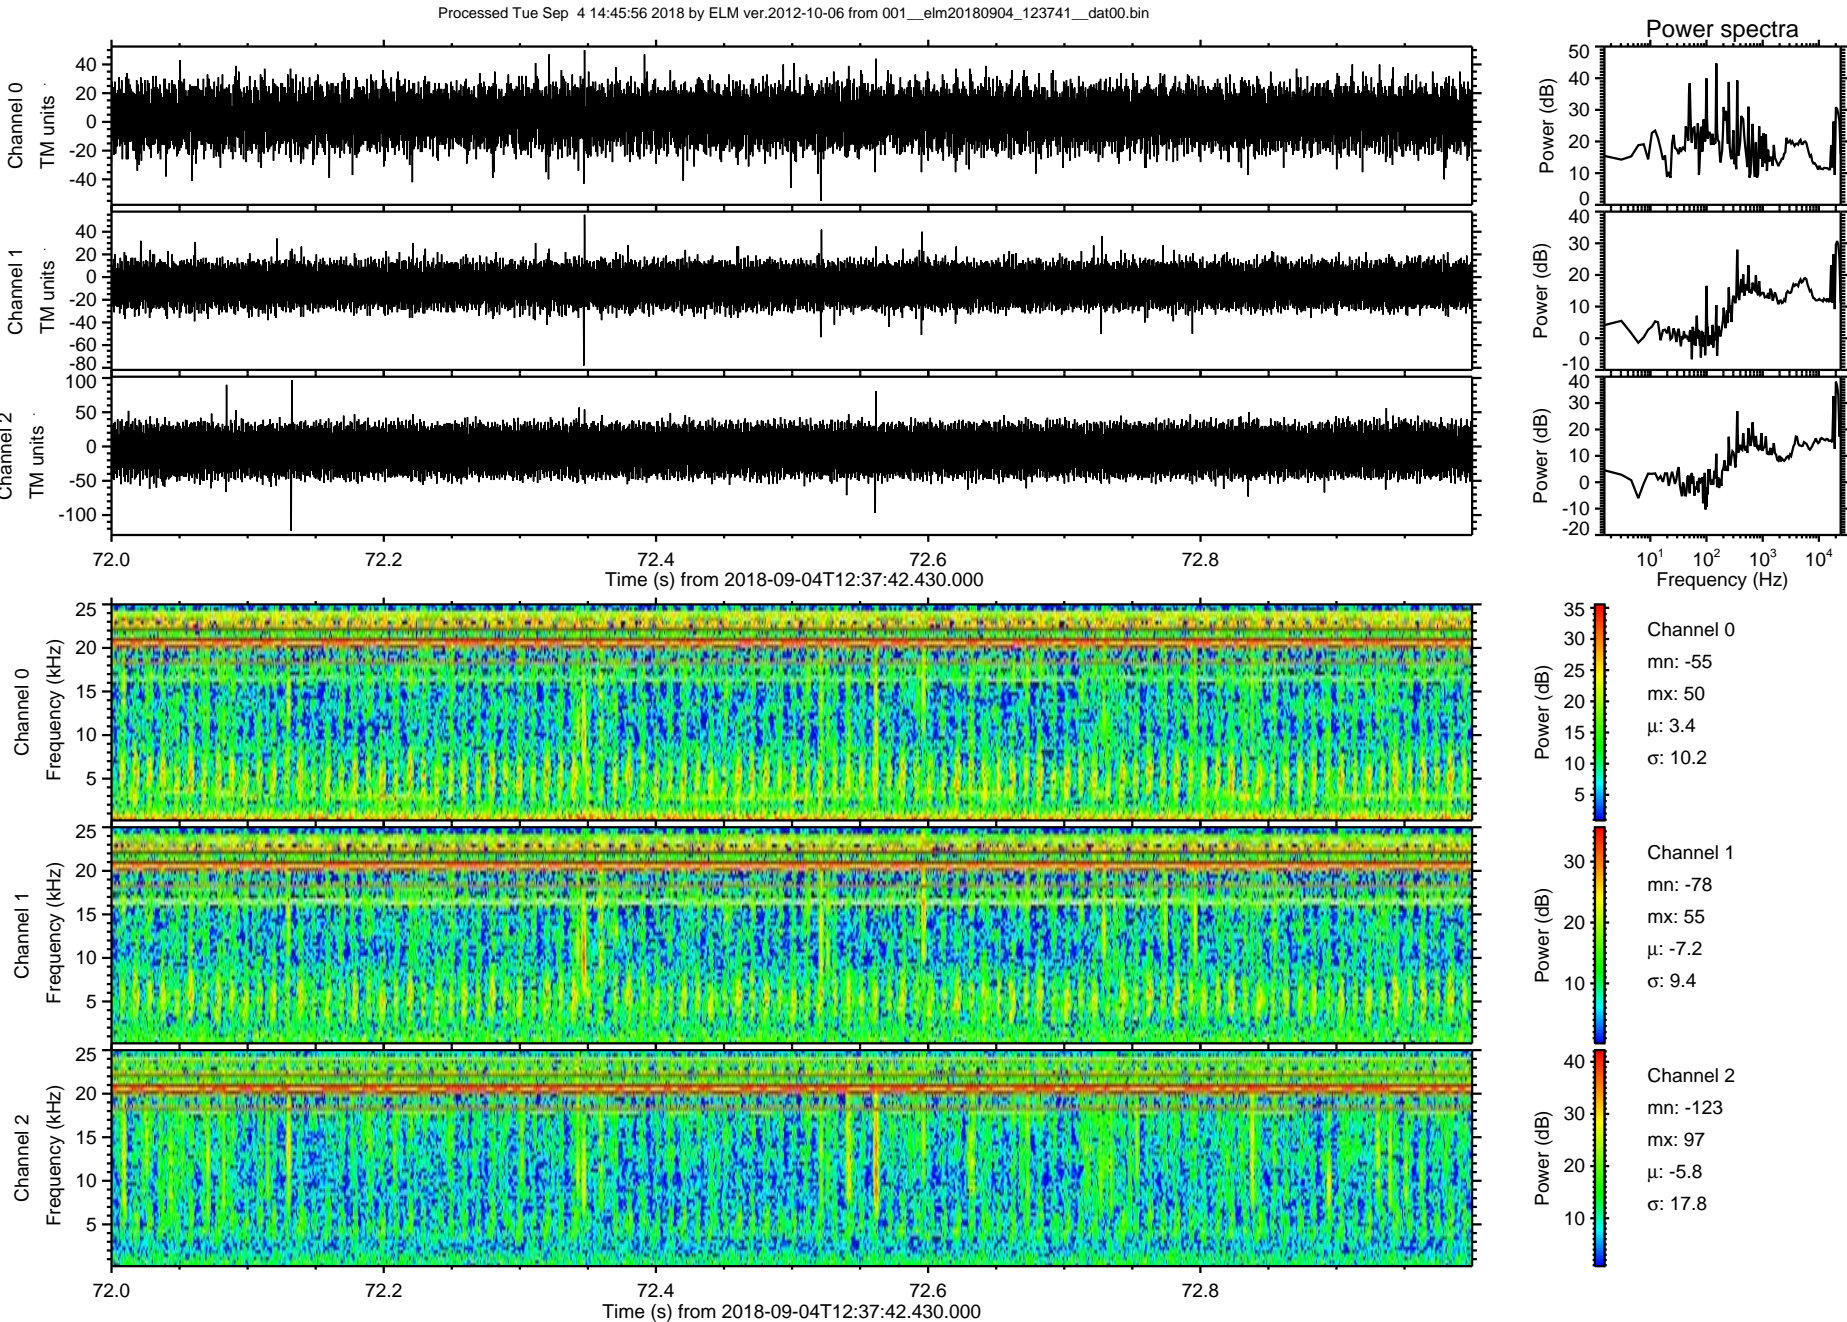 Processed Tue Sep 4 14:45:56 2018 by ELM ver.2012-10-06 from 001__elm20180904_123741__dat00.bin
Power spectra
Channel 0
TM units
40
20
0
-20
-40
Power (dB)
50
40
30
20
10
0
Channel 1
TM units
40
20
0
-20
-40
-60
-80
Power (dB)
40
30
20
10
0
-10
Channel 2
TM units
100
50
0
-50
-100
Power (dB)
40
30
20
10
0
-10
-20
72.0 72.2 72.4 72.6 72.8
Time (s) from 2018-09-04T12:37:42.430.000
10^1 10^2 10^3 10^4
Frequency (Hz)
Channel 0
Frequency (kHz)
25
20
15
10
5
Power (dB)
35
30
25
20
15
10
5
Channel 0
mn: -55
mx: 50
μ: 3.4
σ: 10.2
Channel 1
Frequency (kHz)
25
20
15
10
5
Power (dB)
30
20
10
Channel 1
mn: -78
mx: 55
μ: -7.2
σ: 9.4
Channel 2
Frequency (kHz)
25
20
15
10
5
Power (dB)
40
30
20
10
Channel 2
mn: -123
mx: 97
μ: -5.8
σ: 17.8
72.0 72.2 72.4 72.6 72.8
Time (s) from 2018-09-04T12:37:42.430.000